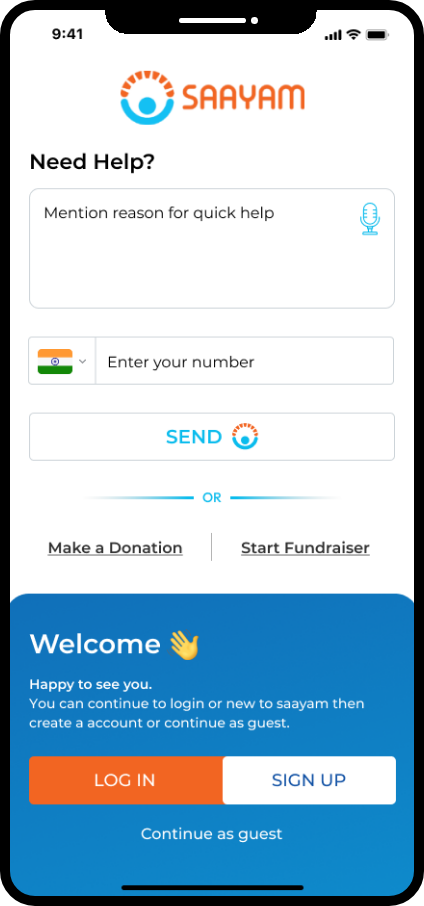 9:41
SAAYAM
Need Help?
Mention reason for quick help
Enter your number
SEND
OR
Make a Donation
Start Fundraiser
Welcome 👋
Happy to see you.
You can continue to login or new to saayam then
create a account or continue as guest.
LOG IN
SIGN UP
Continue as guest